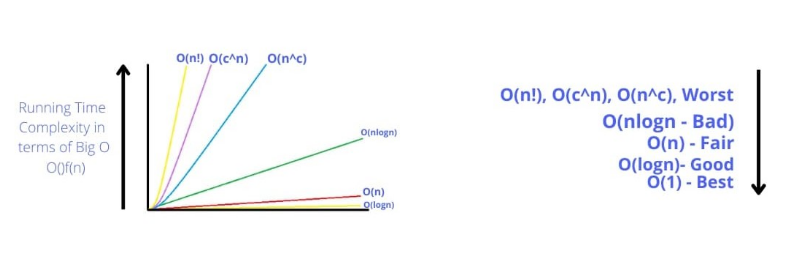 O(n!) O(c^n) O(n^c)
Running Time
Complexity in
terms of Big O
O()f(n)
O(nlogn)
O(n)
O(logn)
O(n!), O(c^n), O(n^c), Worst
O(nlogn - Bad)
O(n) - Fair
O(logn)- Good
O(1) - Best